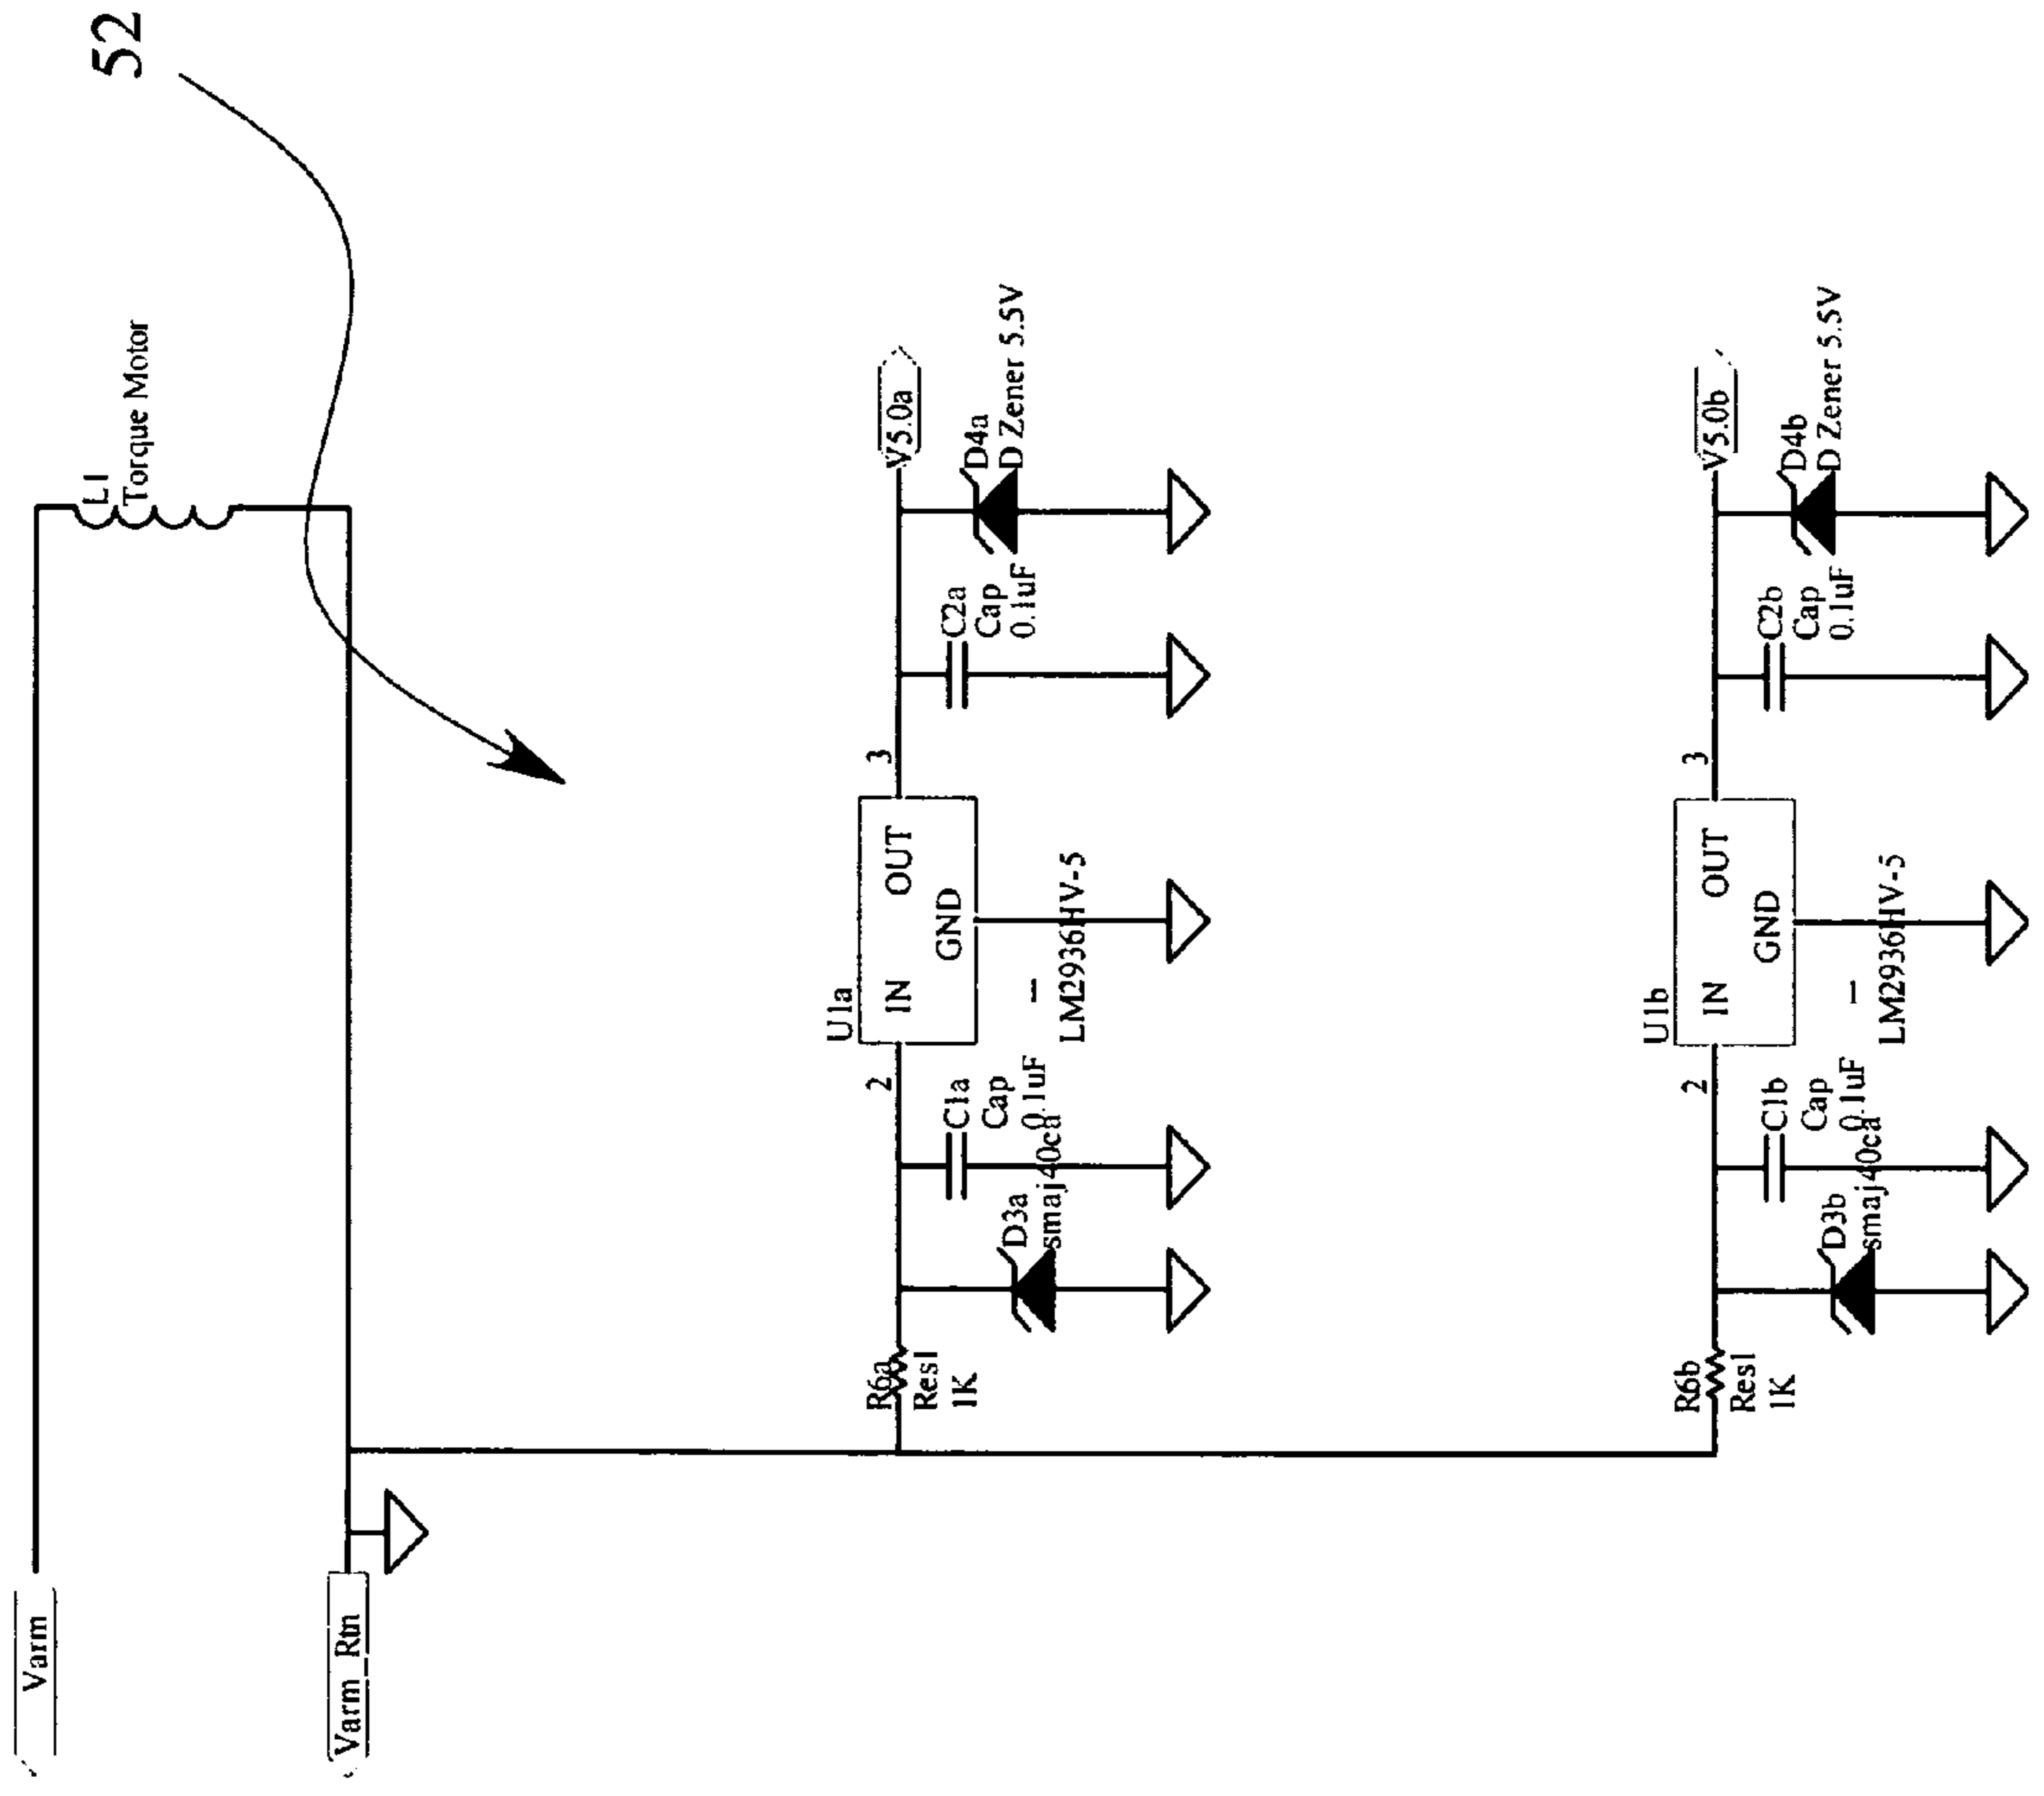 52
L1
Torque Motor
Varm
Varm_Rtn
V5.0a
D4a
D Zener 5.5V
C2a
Cap
0.1uF
3
U1a
IN
OUT
GND
LM2936HV-5
2
C1a
Cap
0.1uF
D3a
smaj40ca
R6a
Res1
1K
V5.0b
D4b
D Zener 5.5V
C2b
Cap
0.1uF
3
U1b
IN
OUT
GND
LM2936HV-5
2
C1b
Cap
0.1uF
D3b
smaj40ca
R6b
Res1
1K